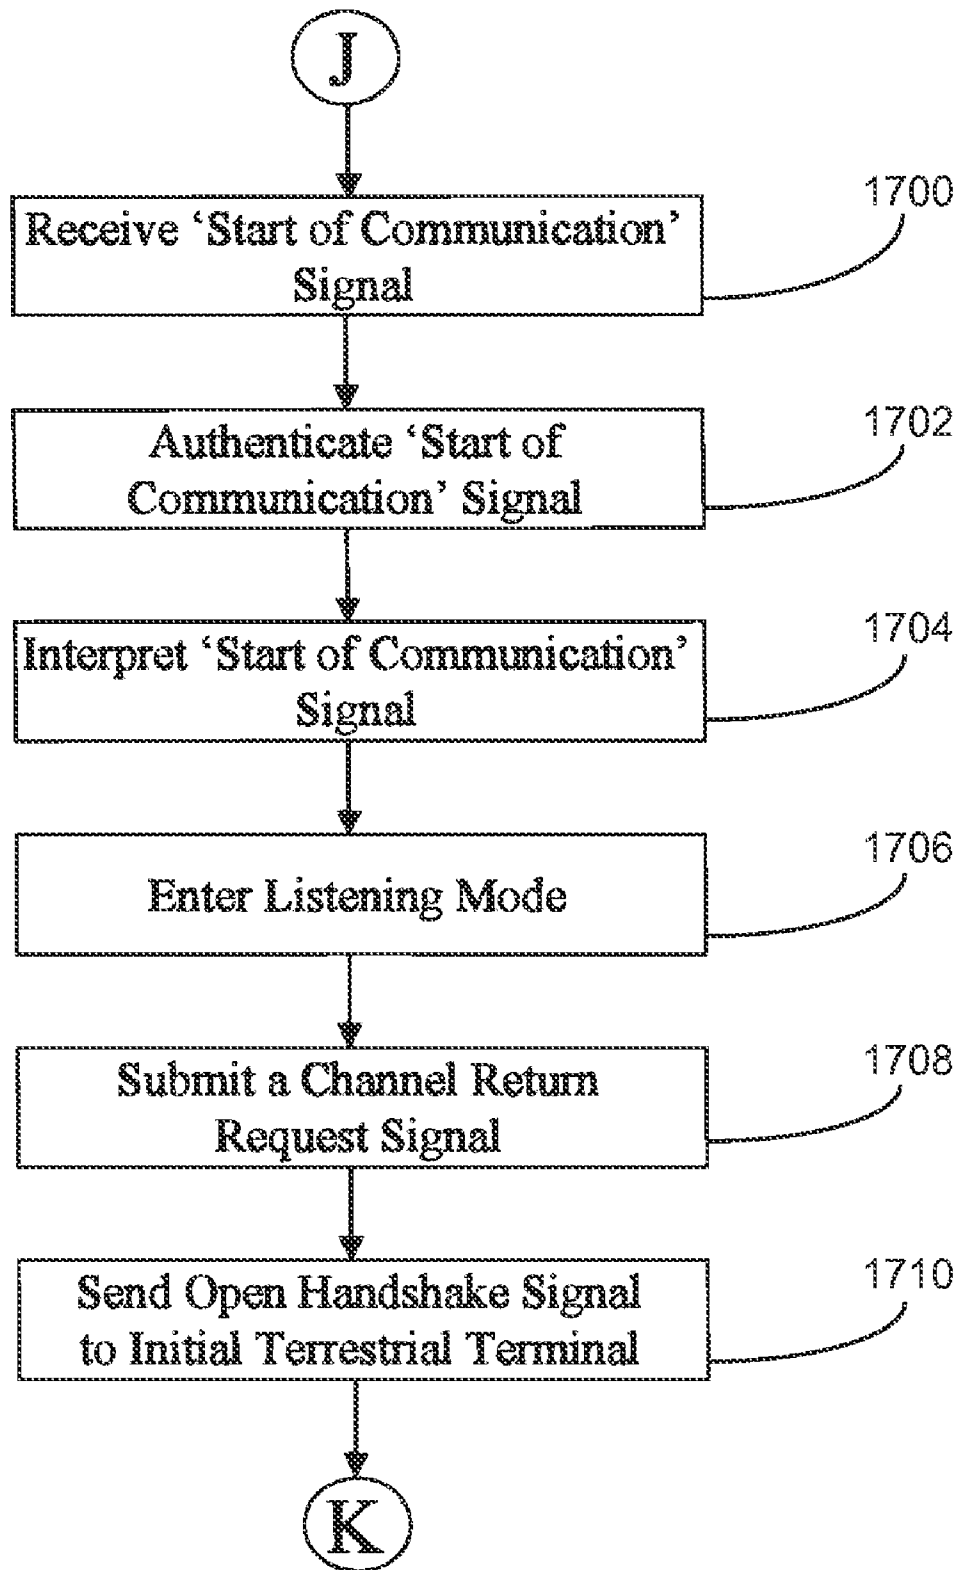 J
1700
Receive ‘Start of Communication’
Signal
1702
Authenticate ‘Start of
Communication’ Signal
1704
Interpret ‘Start of Communication’
Signal
1706
Enter Listening Mode
1708
Submit a Channel Return
Request Signal
1710
Send Open Handshake Signal
to Initial Terrestrial Terminal
K